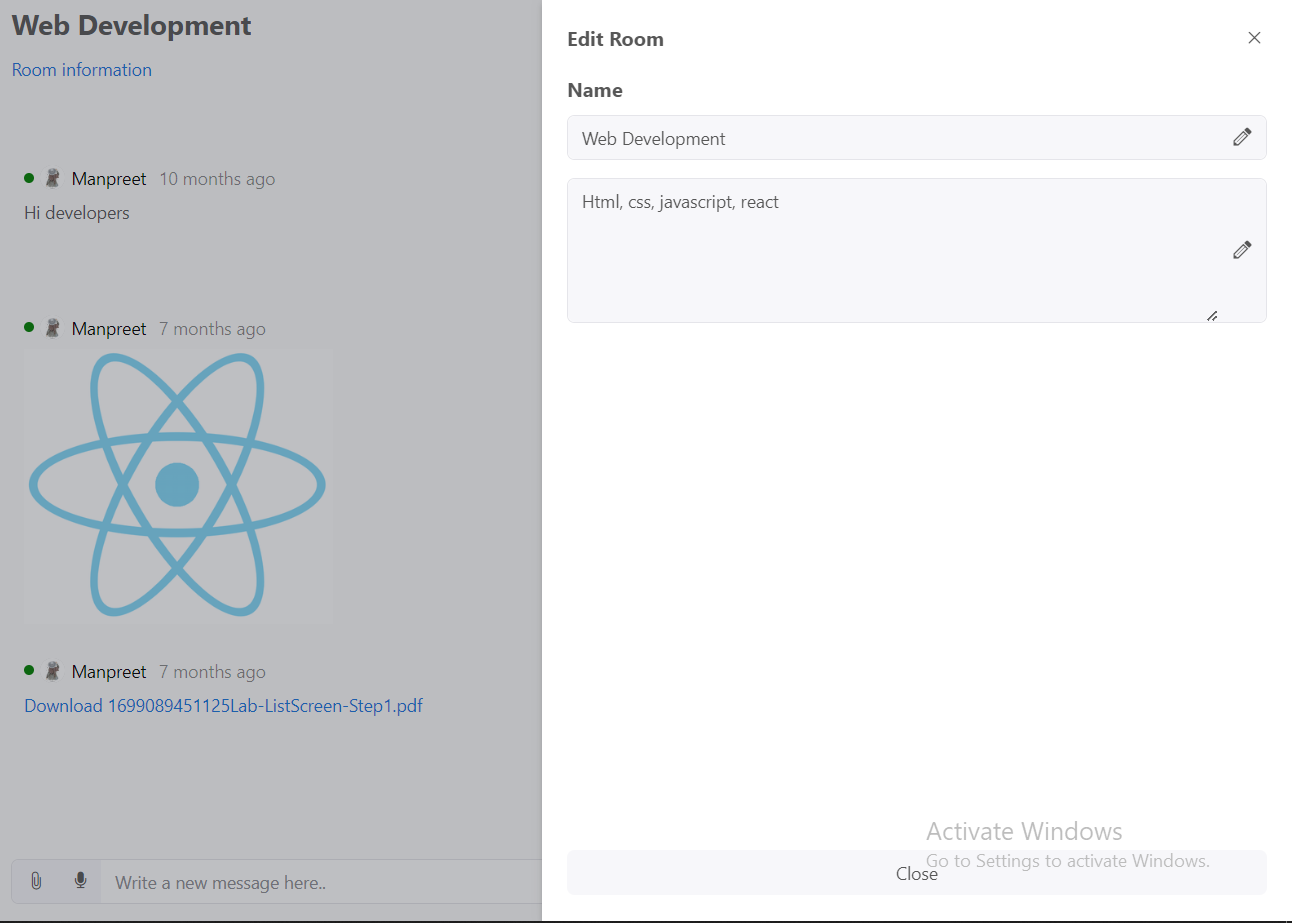 Web Development
Room information
Manpreet 10 months ago
Hi developers
Manpreet 7 months ago
Manpreet 7 months ago
Download 1699089451125Lab-ListScreen-Step1.pdf
Write a new message here..
Edit Room
Name
Web Development
Html, css, javascript, react
Activate Windows
Go to Settings to activate Windows.
Close